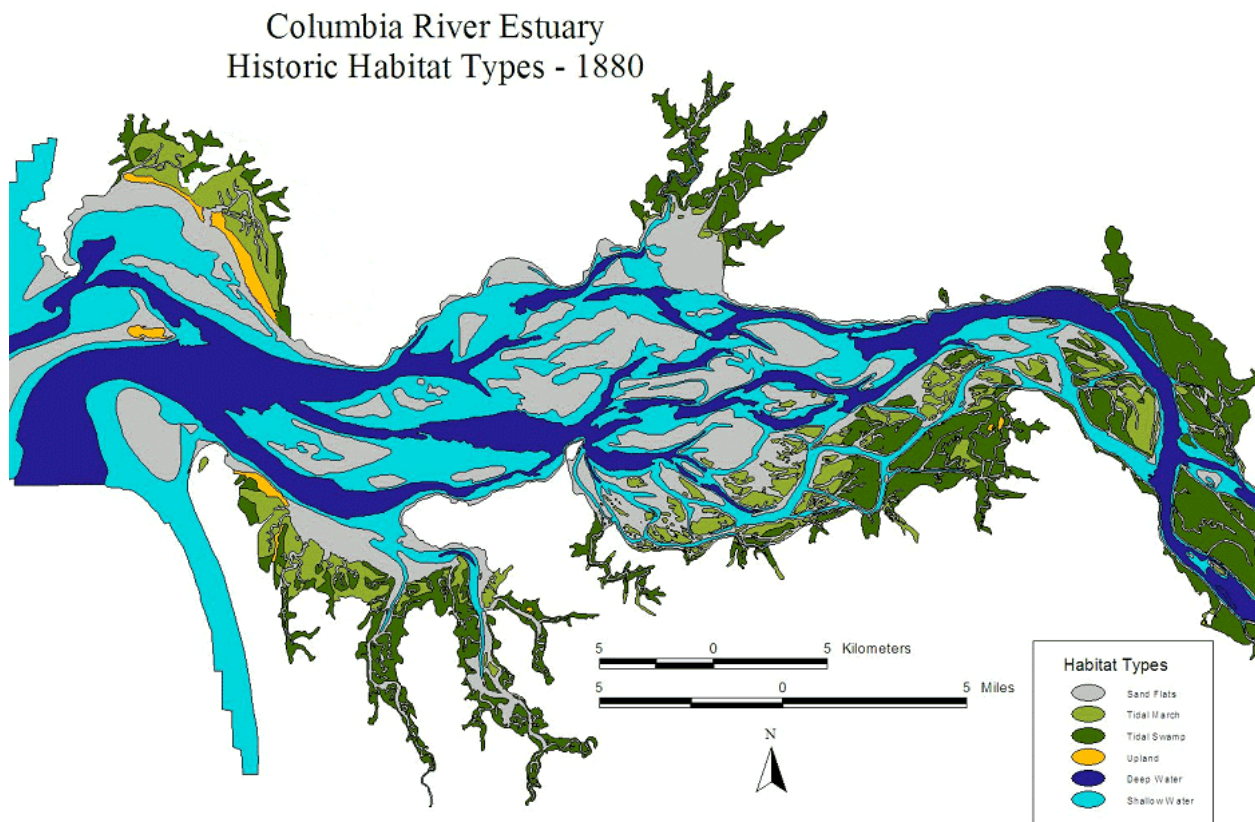 Columbia River Estuary
Historic Habitat Types - 1880
5 0 5 Kilometers
5 0 5 Miles
N
Habitat Types
Sand Flats
Tidal March
Tidal Swamp
Upland
Deep Water
Shallow Water